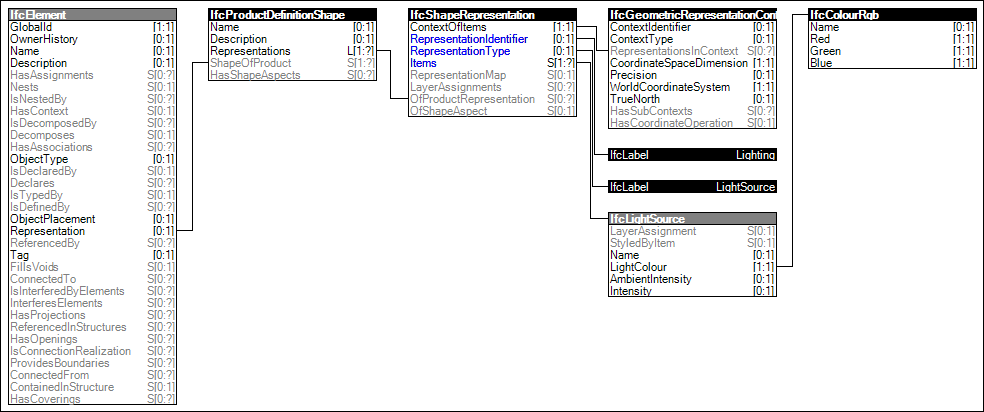 IfcElement
GlobalId [1:1]
OwnerHistory [0:1]
Name [0:1]
Description [0:1]
HasAssignments S[0:?]
Nests S[0:1]
IsNestedBy S[0:?]
HasContext S[0:1]
IsDecomposedBy S[0:?]
Decomposes S[0:1]
HasAssociations S[0:?]
ObjectType [0:1]
IsDeclaredBy S[0:1]
Declares S[0:?]
IsTypedBy S[0:1]
IsDefinedBy S[0:?]
ObjectPlacement [0:1]
Representation [0:1]
ReferencedBy S[0:?]
Tag [0:1]
FillsVoids S[0:1]
ConnectedTo S[0:?]
IsInterferedByElements S[0:?]
InterferesElements S[0:?]
HasProjections S[0:?]
ReferencedInStructures S[0:?]
HasOpenings S[0:?]
IsConnectionRealization S[0:?]
ProvidesBoundaries S[0:?]
ConnectedFrom S[0:?]
ContainedInStructure S[0:1]
HasCoverings S[0:?]
IfcProductDefinitionShape
Name [0:1]
Description [0:1]
Representations L[1:?]
ShapeOfProduct S[1:?]
HasShapeAspects S[0:?]
IfcShapeRepresentation
ContextOfItems [1:1]
RepresentationIdentifier [0:1]
RepresentationType [0:1]
Items S[1:?]
RepresentationMap S[0:1]
LayerAssignments S[0:?]
OfProductRepresentation S[0:?]
OfShapeAspect S[0:1]
IfcGeometricRepresentationCont
ContextIdentifier [0:1]
ContextType [0:1]
RepresentationsInContext S[0:?]
CoordinateSpaceDimension [1:1]
Precision [0:1]
WorldCoordinateSystem [1:1]
TrueNorth [0:1]
HasSubContexts S[0:?]
HasCoordinateOperation S[0:1]
IfcLabel Lighting
IfcLabel LightSource
IfcLightSource
LayerAssignment S[0:1]
StyledByItem S[0:1]
Name [0:1]
LightColour [1:1]
AmbientIntensity [0:1]
Intensity [0:1]
IfcColourRgb
Name [0:1]
Red [1:1]
Green [1:1]
Blue [1:1]